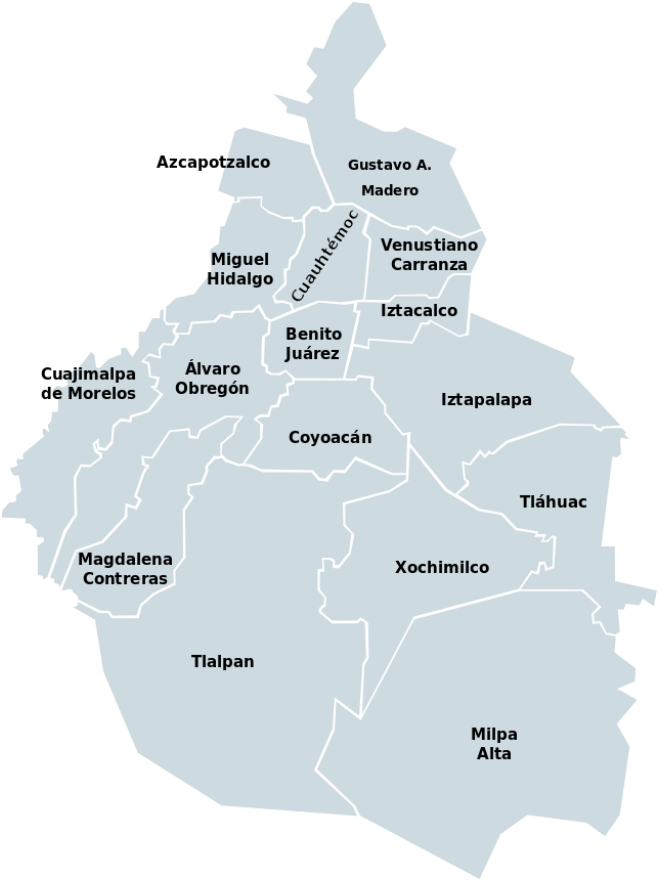 Azcapotzalco
Gustavo A.
Madero
Miguel
Hidalgo
Cuauhtémoc
Venustiano
Carranza
Iztacalco
Benito
Juárez
Cuajimalpa
de Morelos
Álvaro
Obregón
Iztapalapa
Coyoacán
Tláhuac
Magdalena
Contreras
Xochimilco
Tlalpan
Milpa
Alta